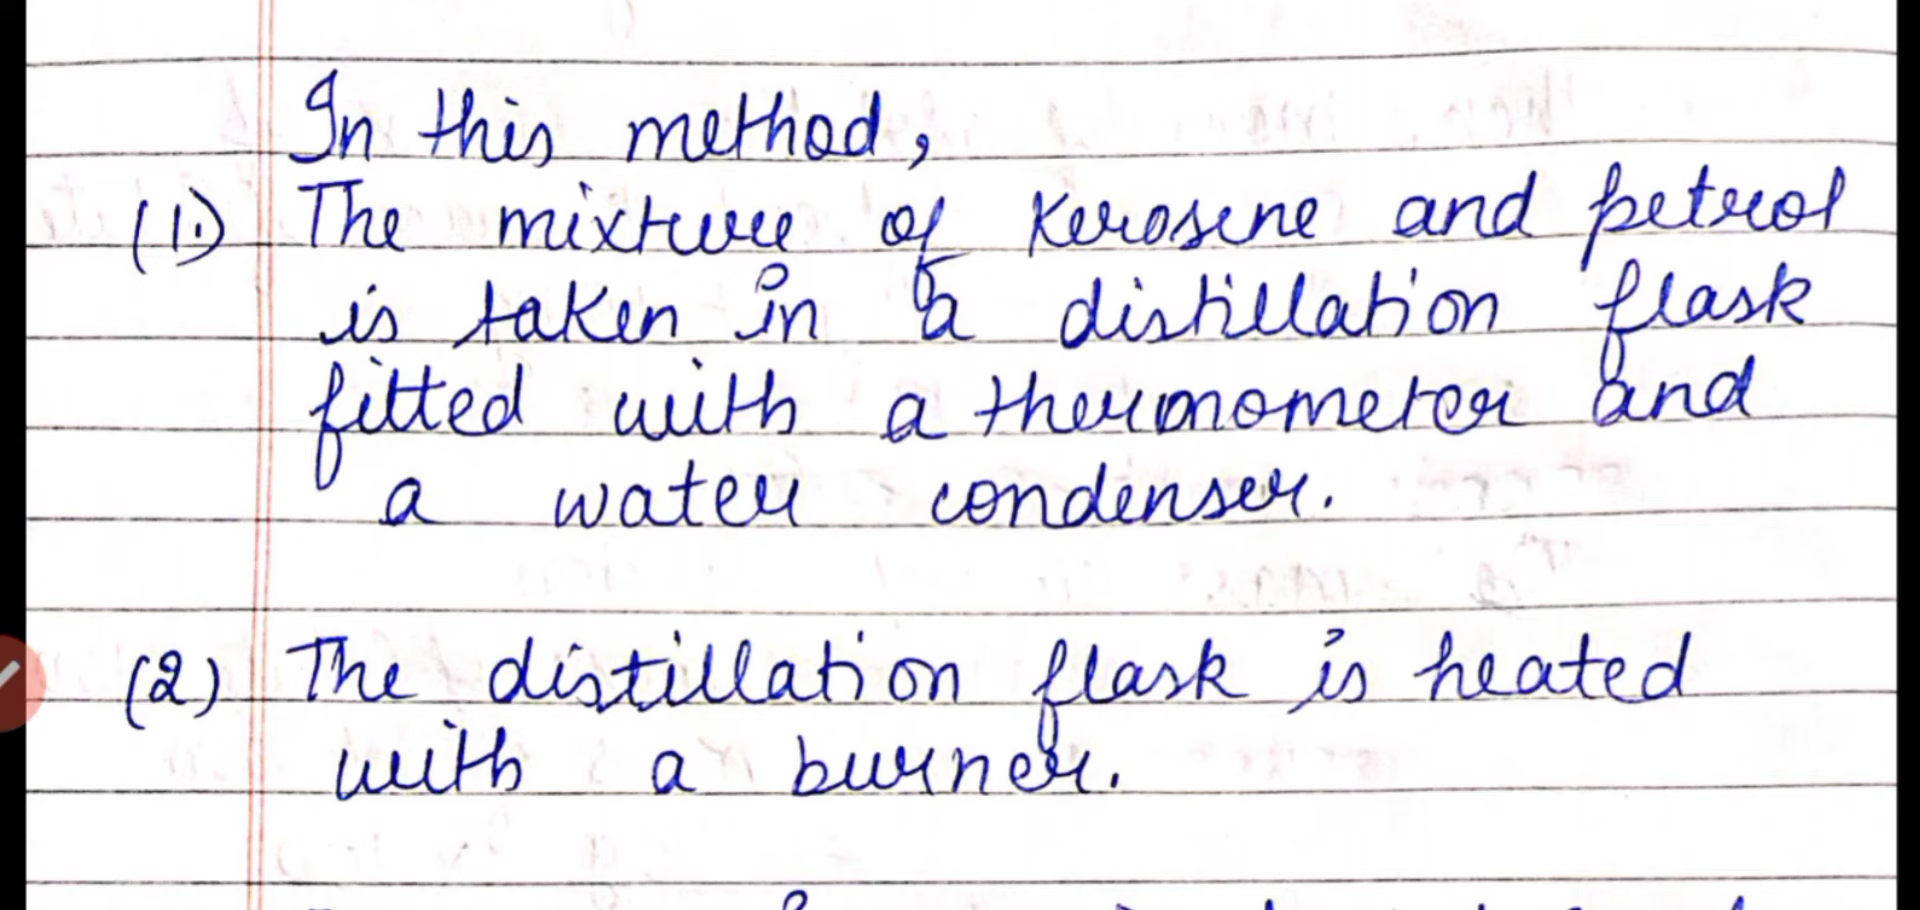 In this method,
(1.) The mixture of Kerosene and petrol
is taken in a distillation flask
fitted with a thermometer and
a water condenser.
(2) The distillation flask is heated
with a burner.